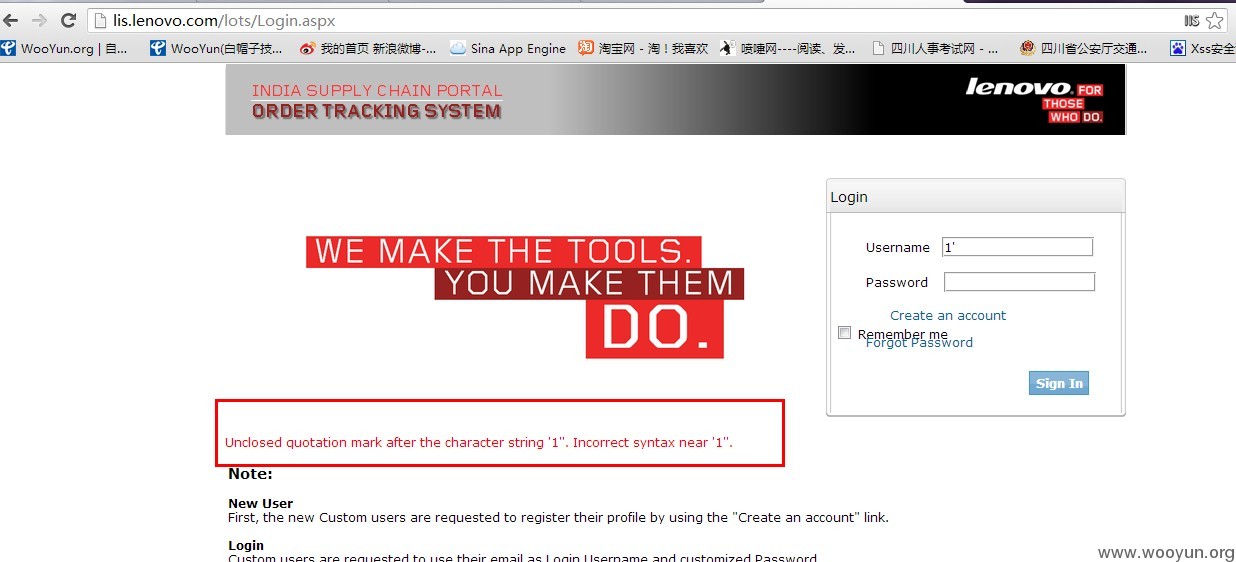 lis.lenovo.com/lots/Login.aspx
WooYun.org | 自... WooYun(白帽子技... 我的首页 新浪微博-... Sina App Engine 淘宝网 - 淘！我喜欢 喷嚏网----阅读、发... 四川人事考试网 - ... 四川省公安厅交通... Xss安全
INDIA SUPPLY CHAIN PORTAL
ORDER TRACKING SYSTEM
lenovo. FOR
THOSE
WHO DO.
Login
Username 1'
Password
Create an account
Remember me
Forgot Password
Sign In
WE MAKE THE TOOLS.
YOU MAKE THEM
DO.
Unclosed quotation mark after the character string '1''. Incorrect syntax near '1''.
Note:
New User
First, the new Custom users are requested to register their profile by using the "Create an account" link.
Login
Custom users are requested to use their email as Login Username and customized Password
www.wooyun.org